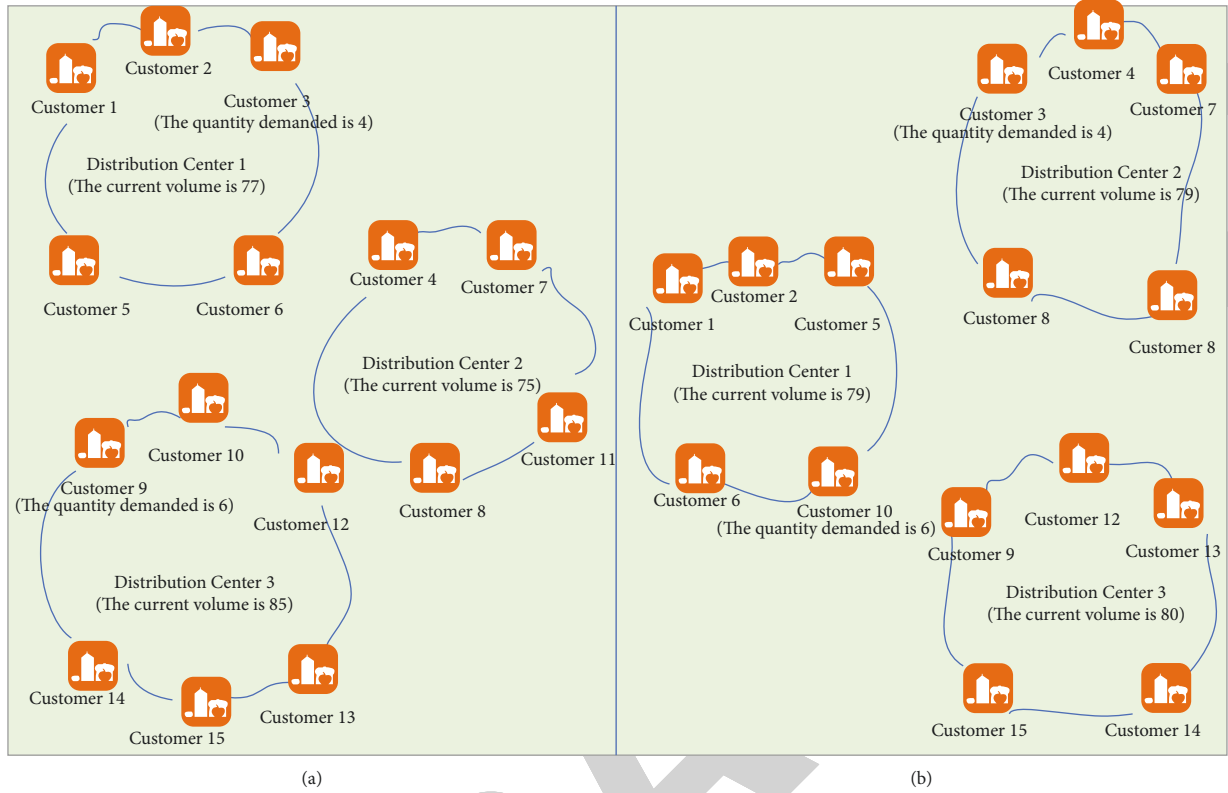 Customer 2
Customer 1
Customer 3
(The quantity demanded is 4)
Distribution Center 1
(The current volume is 77)
Customer 5
Customer 6
Customer 4
Customer 7
Distribution Center 2
(The current volume is 75)
Customer 10
Customer 11
Customer 9
(The quantity demanded is 6)
Customer 12
Customer 8
Distribution Center 3
(The current volume is 85)
Customer 14
Customer 13
Customer 15
(a)
Customer 4
Customer 3
(The quantity demanded is 4)
Customer 7
Distribution Center 2
(The current volume is 79)
Customer 8
Customer 8
Customer 2
Customer 1
Customer 5
Distribution Center 1
(The current volume is 79)
Customer 6
Customer 10
(The quantity demanded is 6)
Customer 12
Customer 9
Customer 13
Distribution Center 3
(The current volume is 80)
Customer 15
Customer 14
(b)